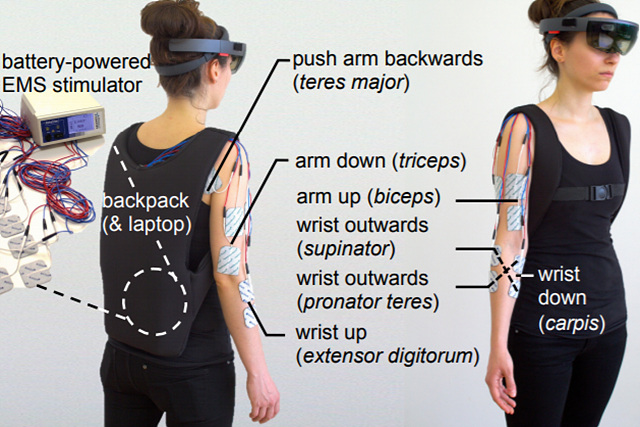 battery-powered
EMS stimulator
push arm backwards
(teres major)
arm down (triceps)
backpack
(& laptop)
arm up (biceps)
wrist outwards
(supinator)
wrist outwards
(pronator teres)
wrist up
(extensor digitorum)
wrist
down
(carpis)